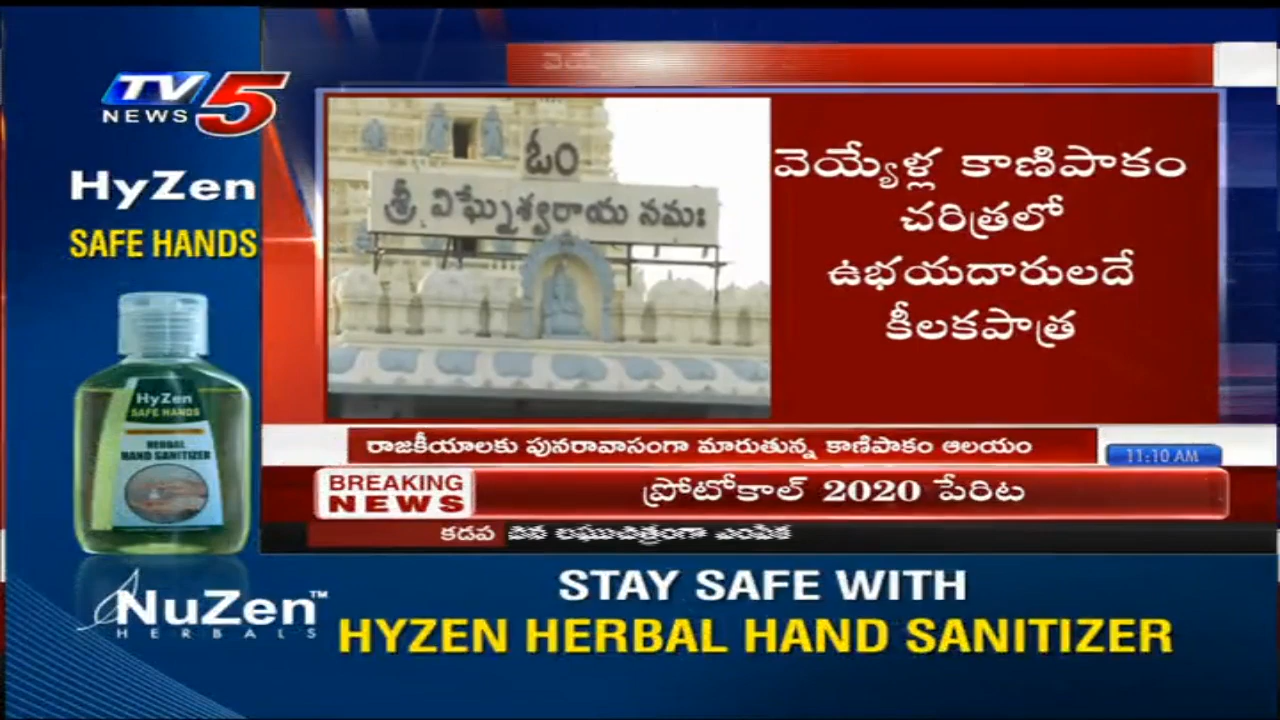 TV5
NEWS
HyZen
SAFE HANDS
HyZen
SAFE HANDS
HERBAL
HAND SANITIZER
NuZen™
HERBALS
ఓం
శ్రీ విఘ్నేశ్వరాయ నమః
వెయ్యేళ్ల కాణిపాకం
చరిత్రలో
ఉభయదారులదే
కీలకపాత్ర
రాజకీయాలకు పునరావాసంగా మారుతున్న కాణిపాకం ఆలయం
11:10 AM
BREAKING
NEWS
ప్రోటోకాల్ 2020 పేరిట
కడప
STAY SAFE WITH
HYZEN HERBAL HAND SANITIZER